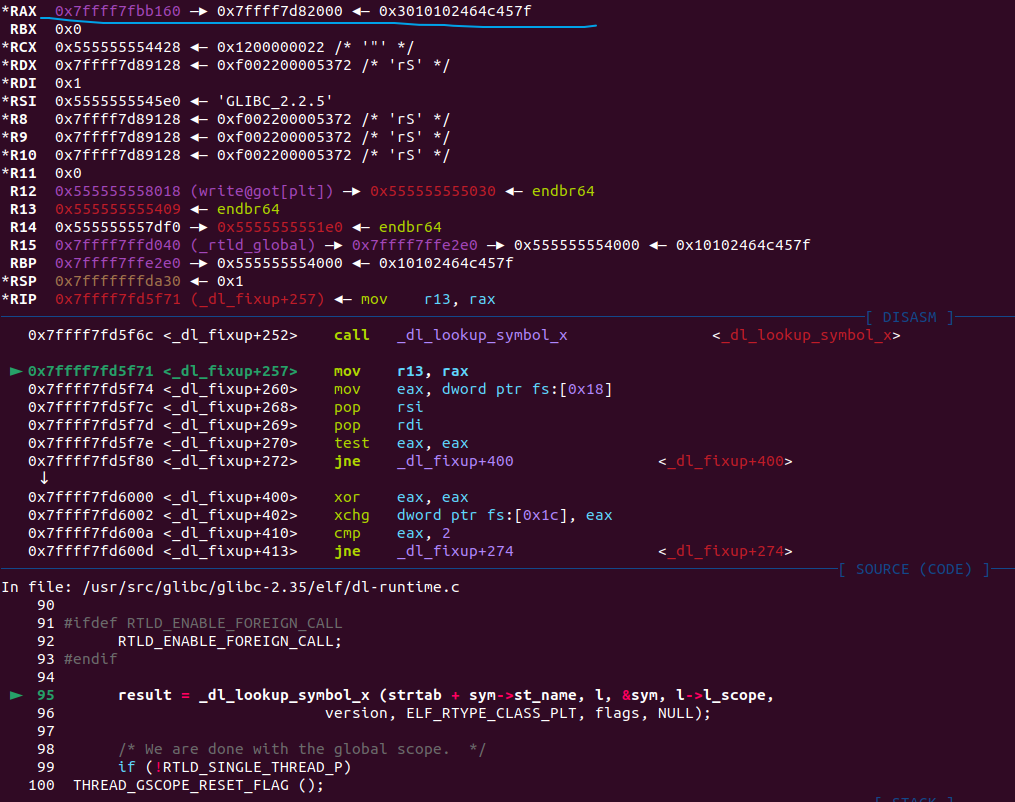 *RAX 0x7ffff7fbb160 —▸ 0x7ffff7d82000 ◂— 0x3010102464c457f
RBX 0x0
*RCX 0x555555554428 ◂— 0x1200000022 /* '"' */
*RDX 0x7ffff7d89128 ◂— 0xf002200005372 /* 'rS' */
*RDI 0x1
*RSI 0x5555555545e0 ◂— 'GLIBC_2.2.5'
*R8 0x7ffff7d89128 ◂— 0xf002200005372 /* 'rS' */
*R9 0x7ffff7d89128 ◂— 0xf002200005372 /* 'rS' */
*R10 0x7ffff7d89128 ◂— 0xf002200005372 /* 'rS' */
*R11 0x0
R12 0x555555558018 (write@got[plt]) —▸ 0x555555555030 ◂— endbr64
R13 0x555555555409 ◂— endbr64
R14 0x555555557df0 —▸ 0x5555555551e0 ◂— endbr64
R15 0x7ffff7ffd040 (_rtld_global) —▸ 0x7ffff7ffe2e0 —▸ 0x555555554000 ◂— 0x10102464c457f
RBP 0x7ffff7ffe2e0 —▸ 0x555555554000 ◂— 0x10102464c457f
*RSP 0x7fffffffda30 ◂— 0x1
*RIP 0x7ffff7fd5f71 (_dl_fixup+257) ◂— mov r13, rax
[ DISASM ]
0x7ffff7fd5f6c <_dl_fixup+252> call _dl_lookup_symbol_x <_dl_lookup_symbol_x>
► 0x7ffff7fd5f71 <_dl_fixup+257> mov r13, rax
0x7ffff7fd5f74 <_dl_fixup+260> mov eax, dword ptr fs:[0x18]
0x7ffff7fd5f7c <_dl_fixup+268> pop rsi
0x7ffff7fd5f7d <_dl_fixup+269> pop rdi
0x7ffff7fd5f7e <_dl_fixup+270> test eax, eax
0x7ffff7fd5f80 <_dl_fixup+272> jne _dl_fixup+400 <_dl_fixup+400>
↓
0x7ffff7fd6000 <_dl_fixup+400> xor eax, eax
0x7ffff7fd6002 <_dl_fixup+402> xchg dword ptr fs:[0x1c], eax
0x7ffff7fd600a <_dl_fixup+410> cmp eax, 2
0x7ffff7fd600d <_dl_fixup+413> jne _dl_fixup+274 <_dl_fixup+274>
[ SOURCE (CODE) ]
In file: /usr/src/glibc/glibc-2.35/elf/dl-runtime.c
90
91 #ifdef RTLD_ENABLE_FOREIGN_CALL
92 RTLD_ENABLE_FOREIGN_CALL;
93 #endif
94
► 95 result = _dl_lookup_symbol_x (strtab + sym->st_name, l, &sym, l->l_scope,
96 version, ELF_RTYPE_CLASS_PLT, flags, NULL);
97
98 /* We are done with the global scope. */
99 if (!RTLD_SINGLE_THREAD_P)
100 THREAD_GSCOPE_RESET_FLAG ();
[ STACK ]